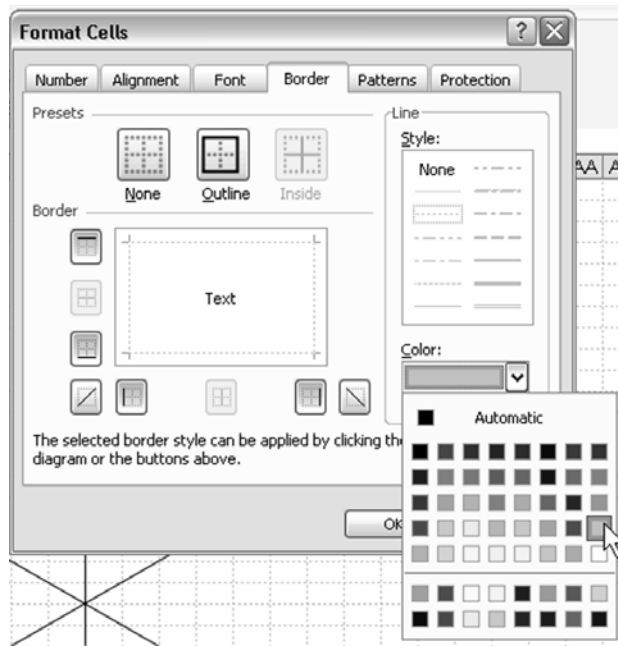 Format Cells
Number Alignment Font Border Patterns Protection
Presets
None Outline Inside
Border
Text
The selected border style can be applied by clicking the
diagram or the buttons above.
Line
Style:
None
Color:
Automatic
OK
AA A